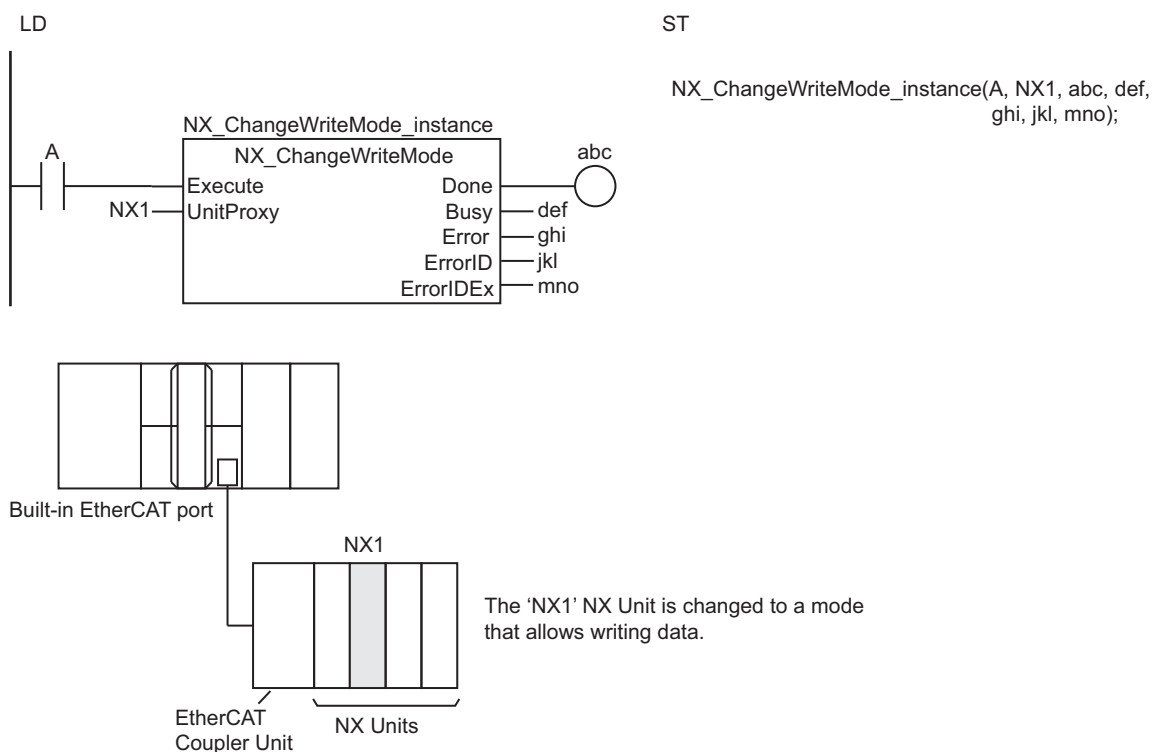 LD
ST
NX_ChangeWriteMode_instance(A, NX1, abc, def,
ghi, jkl, mno);
NX_ChangeWriteMode_instance
A
NX_ChangeWriteMode
abc
Execute
Done
NX1
UnitProxy
Busy
def
Error
ghi
ErrorID
jkl
ErrorIDEx
mno
Built-in EtherCAT port
NX1
The ‘NX1’ NX Unit is changed to a mode
that allows writing data.
EtherCAT
Coupler Unit
NX Units